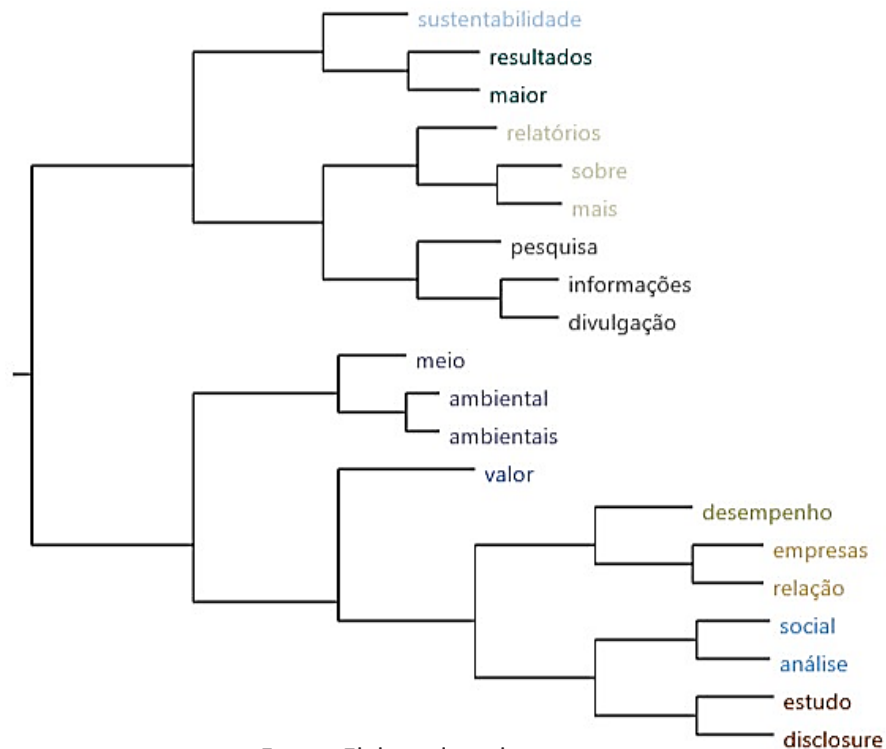 sustentabilidade
resultados
maior
relatórios
sobre
mais
pesquisa
informações
divulgação
meio
ambiental
ambientais
valor
desempenho
empresas
relação
social
análise
estudo
disclosure